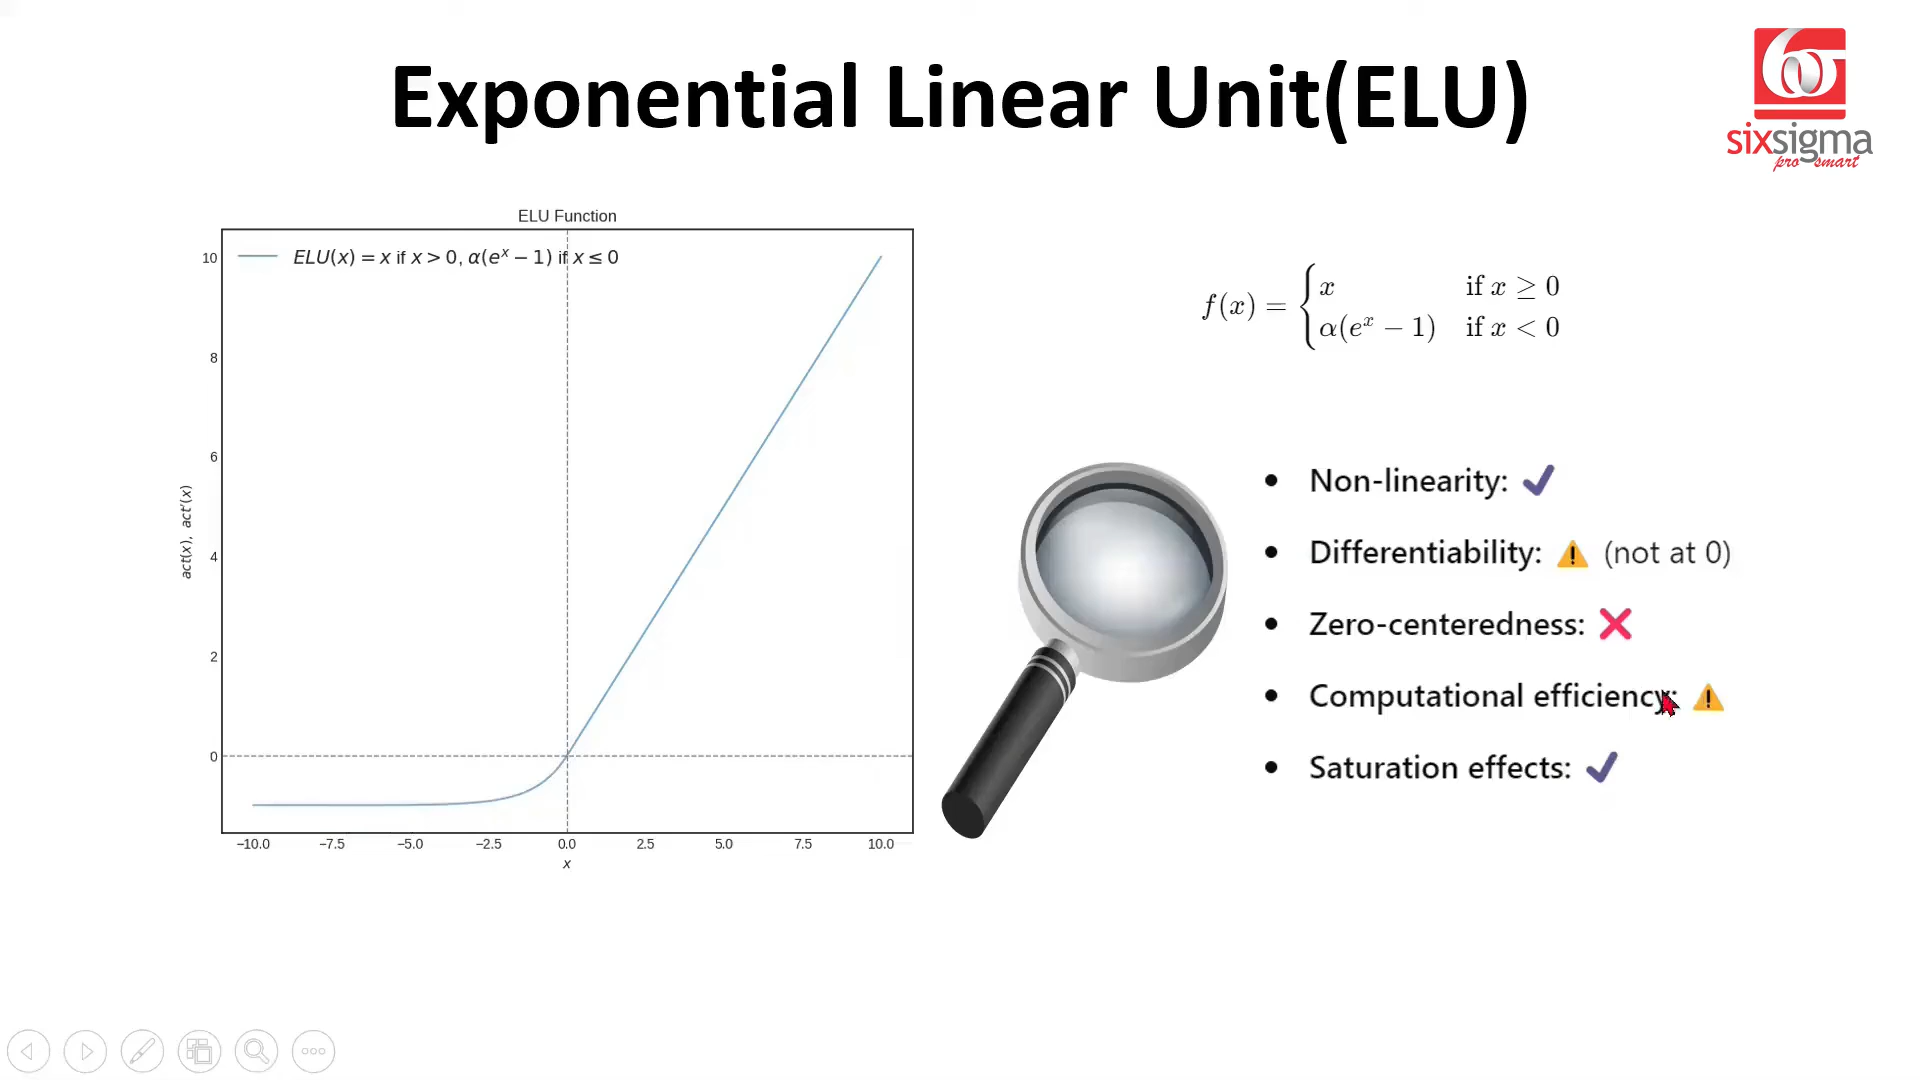 Exponential Linear Unit(ELU)
6σ
sixsigma
pro smart
ELU Function
ELU(x) = x if x > 0, α(eˣ − 1) if x ≤ 0
10
8
6
4
2
0
act(x), act′(x)
−10.0 −7.5 −5.0 −2.5 0.0 2.5 5.0 7.5 10.0
x
f(x) = { x if x ≥ 0
α(eˣ − 1) if x < 0
• Non-linearity: ✔
• Differentiability: ⚠ (not at 0)
• Zero-centeredness: ❌
• Computational efficiency: ⚠
• Saturation effects: ✔